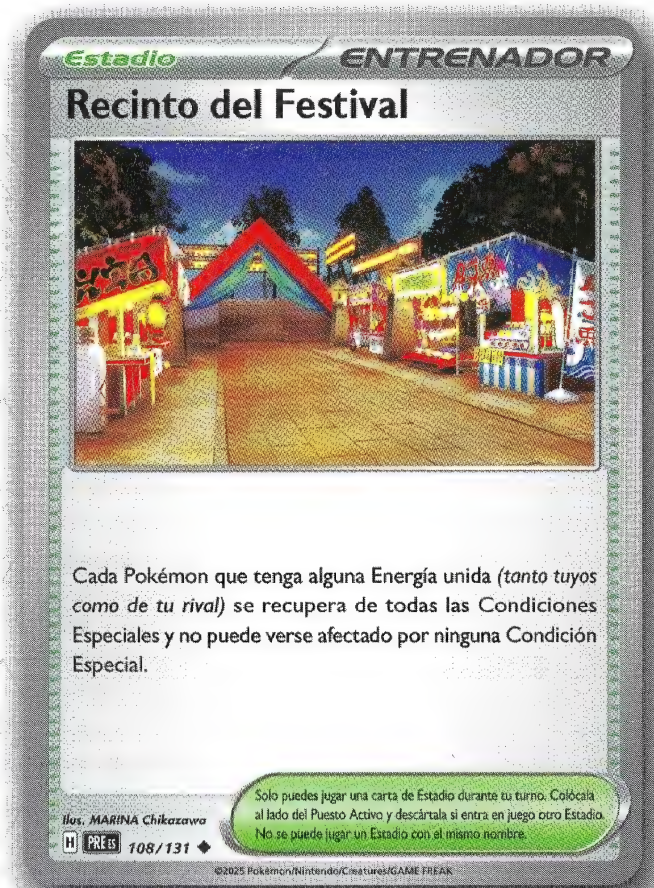 Estadio
ENTRENADOR
Recinto del Festival
Cada Pokémon que tenga alguna Energía unida (tanto tuyos
como de tu rival) se recupera de todas las Condiciones
Especiales y no puede verse afectado por ninguna Condición
Especial.
Solo puedes jugar una carta de Estadio durante tu turno. Colócala
al lado del Puesto Activo y descártala si entra en juego otro Estadio.
No se puede jugar un Estadio con el mismo nombre.
Ilus. MARINA Chikazawa
H PRE ES 108/131
©2025 Pokémon/Nintendo/Creatures/GAME FREAK